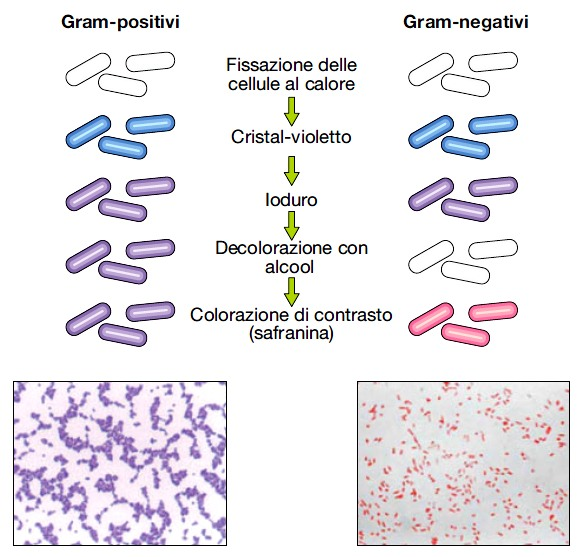 Gram-positivi
Gram-negativi
Fissazione delle
cellule al calore
Cristal-violetto
Ioduro
Decolorazione con
alcool
Colorazione di contrasto
(safranina)